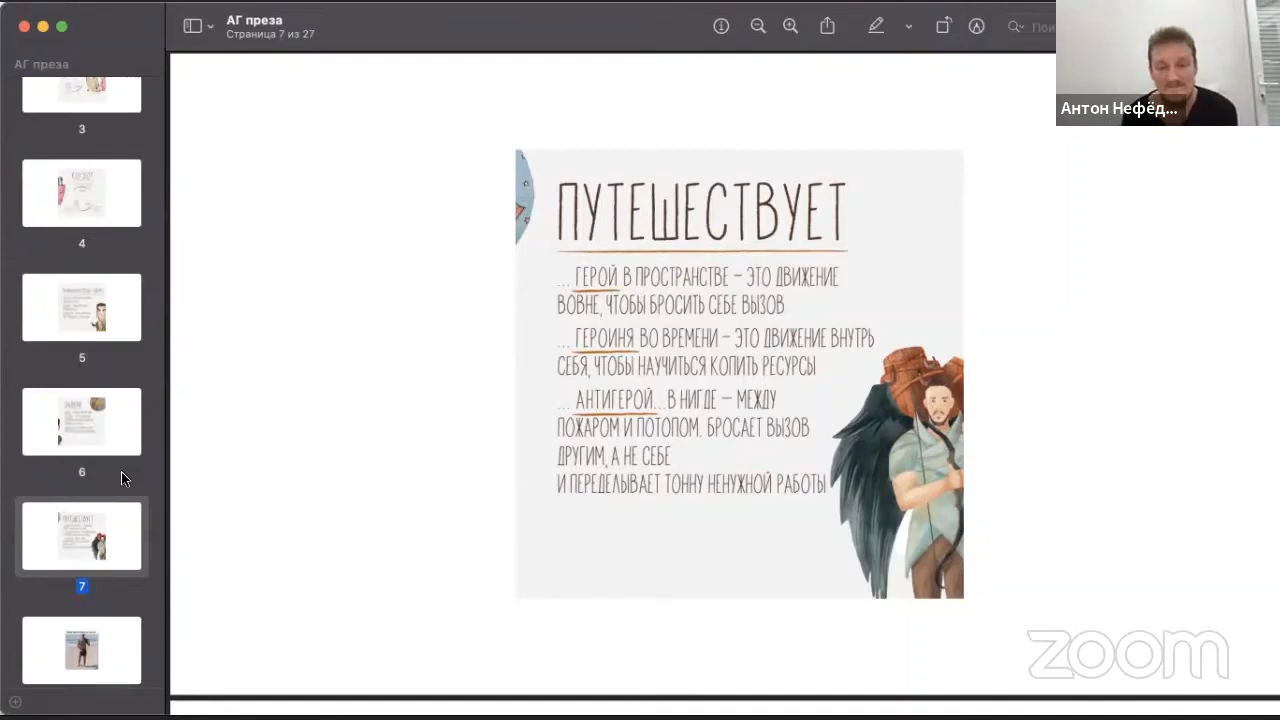 АГ преза
Страница 7 из 27
Пои
АГ преза
3
4
5
6
7
Антон Нефёд...
ПУТЕШЕСТВУЕТ
... ГЕРОЙ В ПРОСТРАНСТВЕ – ЭТО ДВИЖЕНИЕ
ВОВНЕ, ЧТОБЫ БРОСИТЬ СЕБЕ ВЫЗОВ
... ГЕРОИНЯ ВО ВРЕМЕНИ – ЭТО ДВИЖЕНИЕ ВНУТРЬ
СЕБЯ, ЧТОБЫ НАУЧИТЬСЯ КОПИТЬ РЕСУРСЫ
... АНТИГЕРОЙ... В НИГДЕ – МЕЖДУ
ПОЖАРОМ И ПОТОПОМ. БРОСАЕТ ВЫЗОВ
ДРУГИМ, А НЕ СЕБЕ
И ПЕРЕДЕЛЫВАЕТ ТОННУ НЕНУЖНОЙ РАБОТЫ
zoom